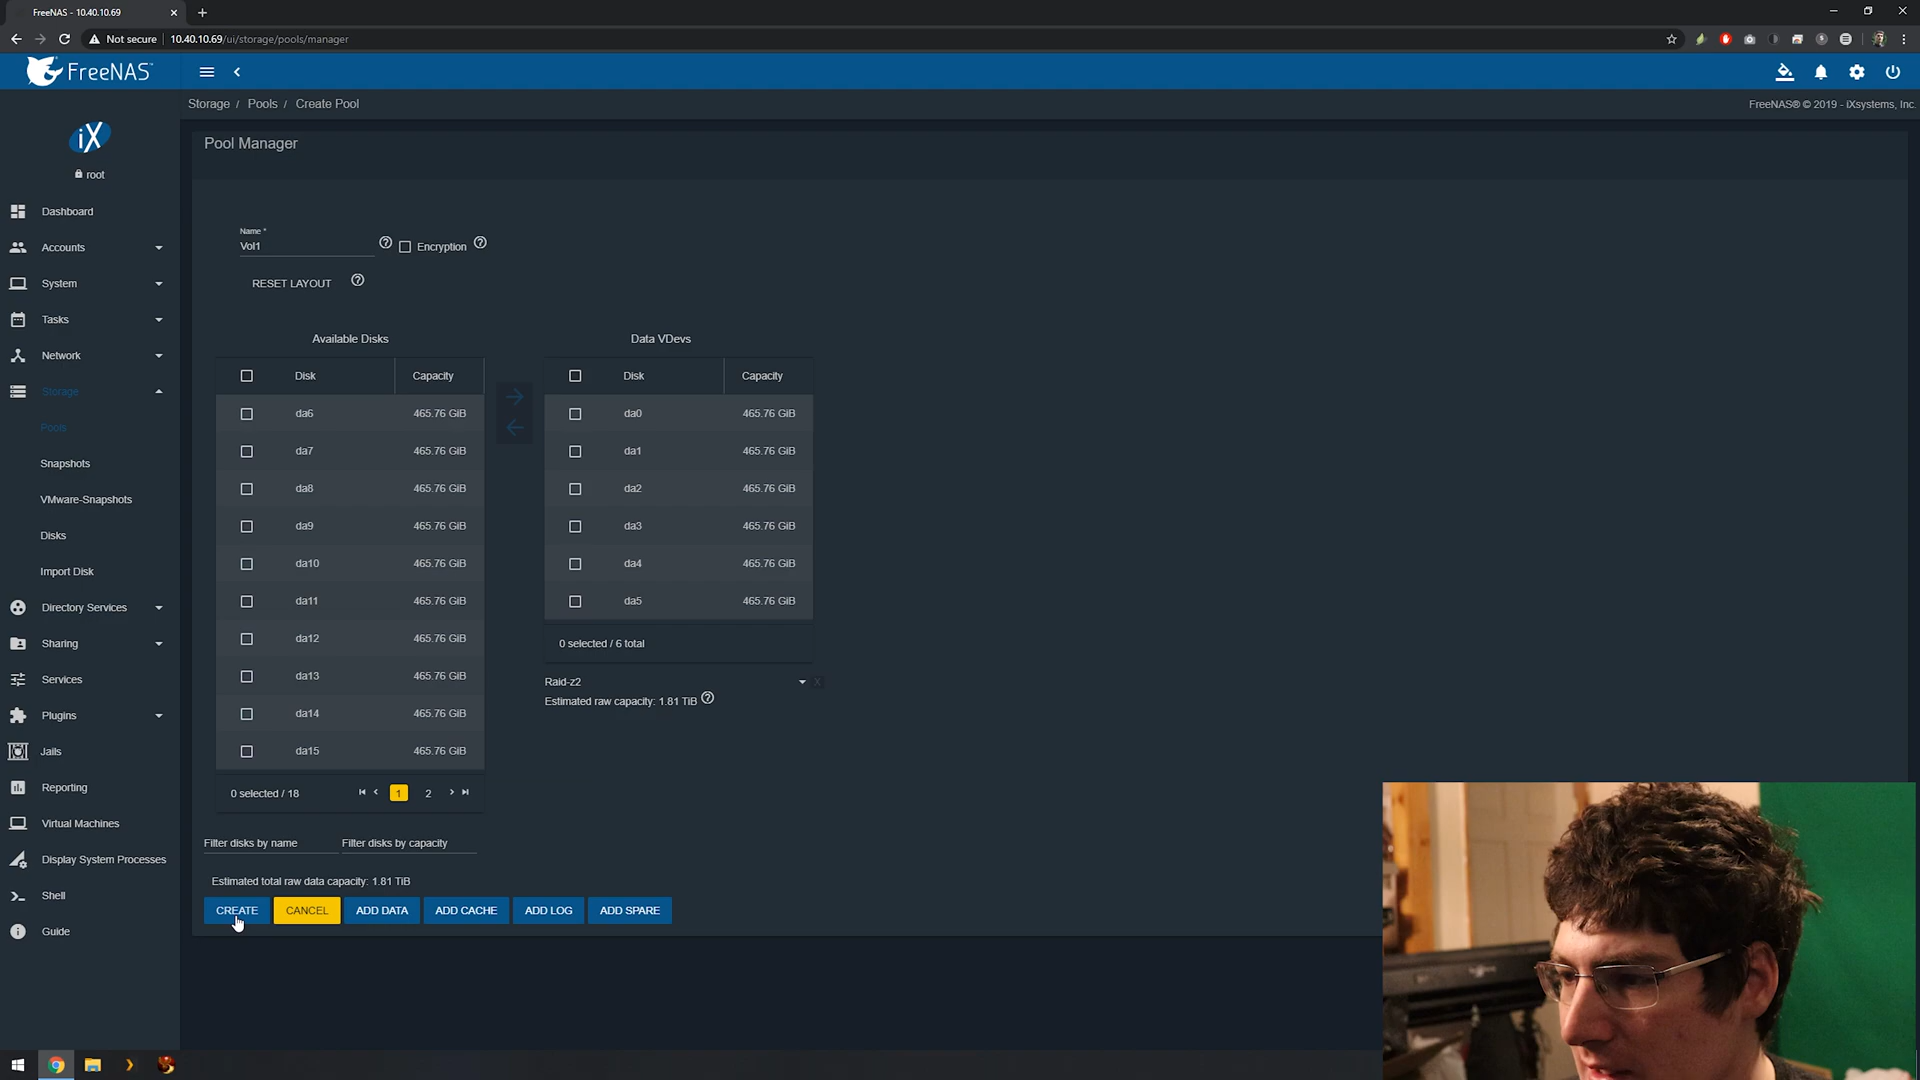 FreeNAS - 10.40.10.69
Not secure
10.40.10.69/ui/storage/pools/manager
FreeNAS
Storage / Pools / Create Pool
FreeNAS® © 2019 - iXsystems, Inc.
iX
root
Dashboard
Accounts
System
Tasks
Network
Storage
Pools
Snapshots
VMware-Snapshots
Disks
Import Disk
Directory Services
Sharing
Services
Plugins
Jails
Reporting
Virtual Machines
Display System Processes
Shell
Guide
Pool Manager
Name *
Vol1
Encryption
RESET LAYOUT
Available Disks
Disk Capacity
da6 465.76 GiB
da7 465.76 GiB
da8 465.76 GiB
da9 465.76 GiB
da10 465.76 GiB
da11 465.76 GiB
da12 465.76 GiB
da13 465.76 GiB
da14 465.76 GiB
da15 465.76 GiB
0 selected / 18
1 2
Filter disks by name
Filter disks by capacity
Data VDevs
Disk Capacity
da0 465.76 GiB
da1 465.76 GiB
da2 465.76 GiB
da3 465.76 GiB
da4 465.76 GiB
da5 465.76 GiB
0 selected / 6 total
Raid-z2
X
Estimated raw capacity: 1.81 TiB
Estimated total raw data capacity: 1.81 TiB
CREATE CANCEL ADD DATA ADD CACHE ADD LOG ADD SPARE